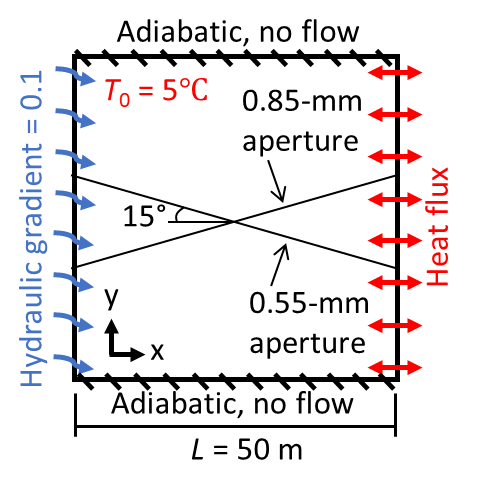 Adiabatic, no flow
Hydraulic gradient = 0.1
T₀ = 5℃
0.85-mm
aperture
15°
Heat flux
0.55-mm
aperture
y
x
Adiabatic, no flow
L = 50 m